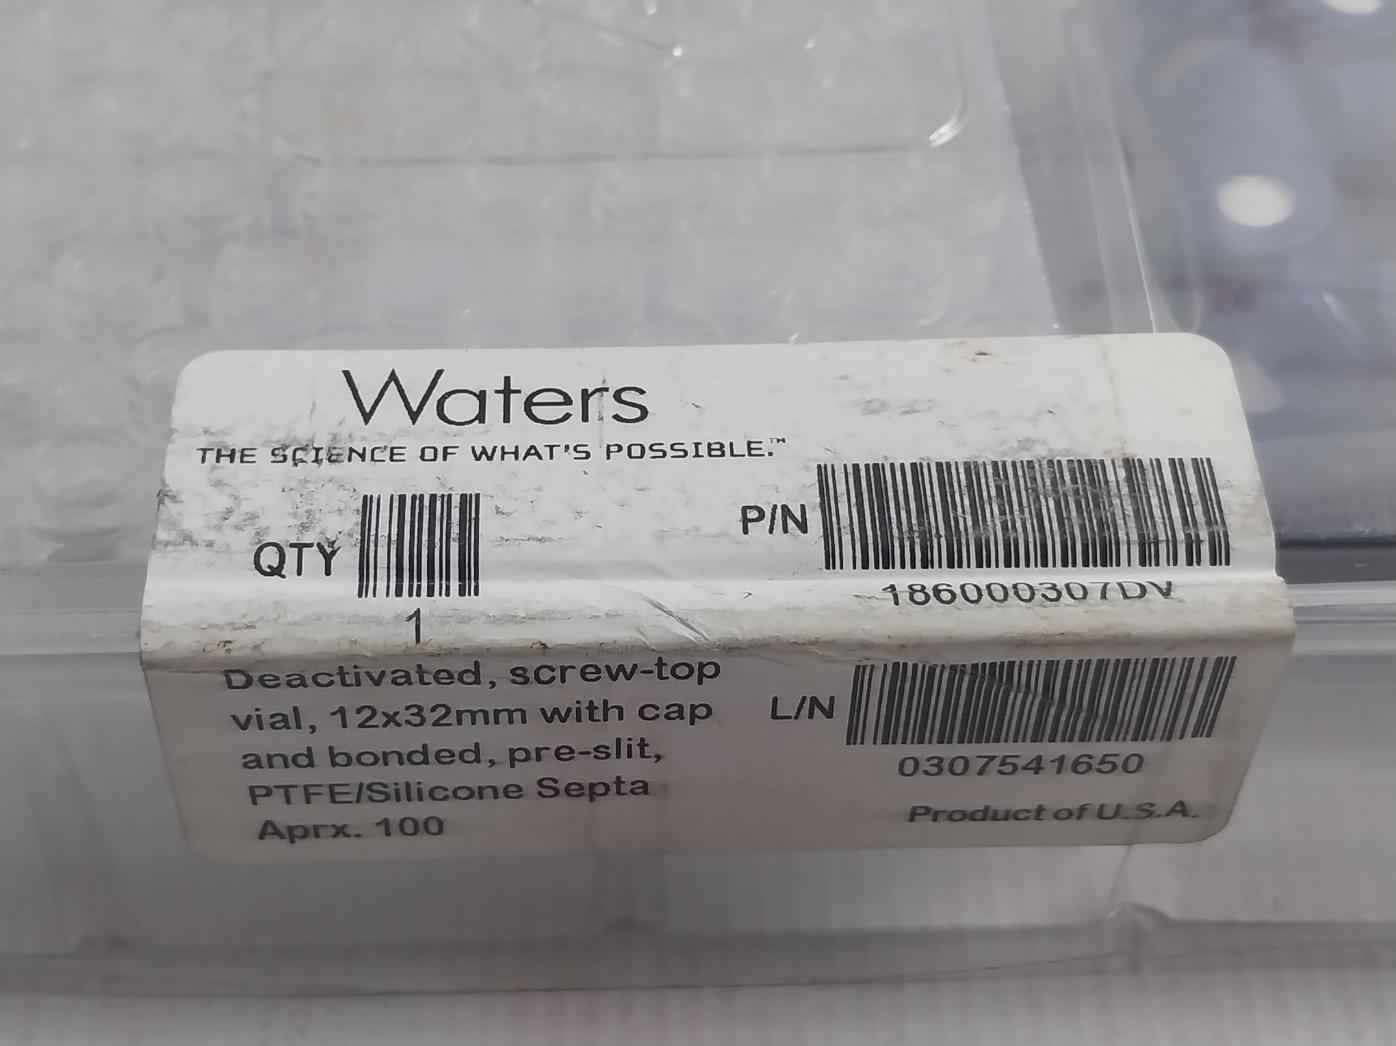 Waters
THE SCIENCE OF WHAT'S POSSIBLE.™
QTY
1
P/N
186000307DV
Deactivated, screw-top
vial, 12x32mm with cap
and bonded, pre-slit,
PTFE/Silicone Septa
Aprx. 100
L/N
0307541650
Product of U.S.A.